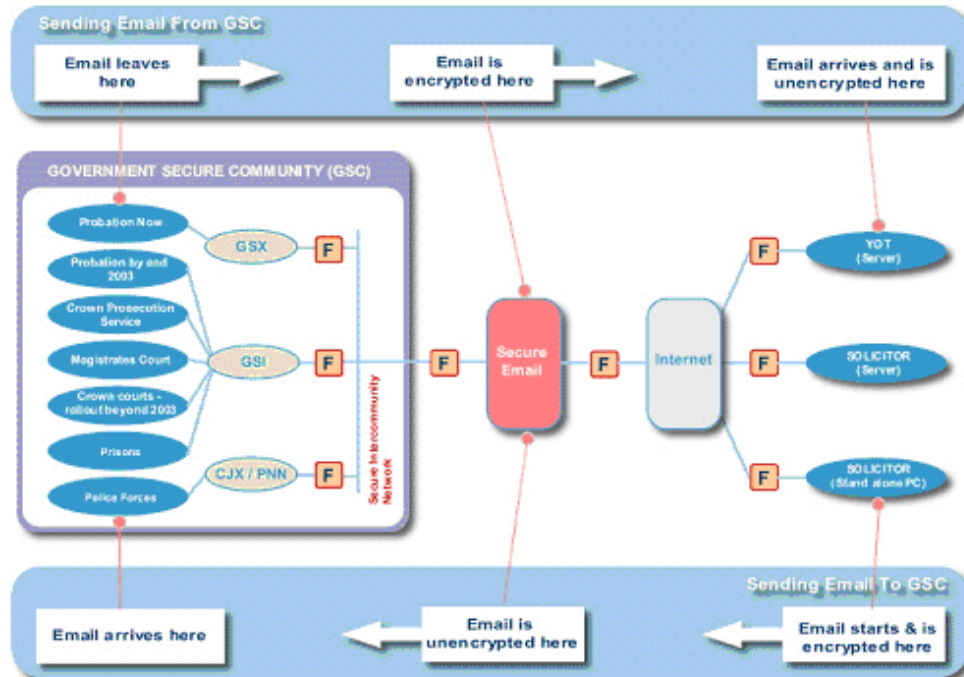 Sending Email From GSC
Email leaves
here
Email is
encrypted here
Email arrives and is
unencrypted here
GOVERNMENT SECURE COMMUNITY (GSC)
Probation Now
GSX
F
Probation by end
2003
Crown Prosecution
Service
Magistrates Court
GSI
F
Crown courts -
rollout beyond 2003
Prisons
Police Forces
CJX / PNN
F
Secure Intercommunity
Network
F
Secure
Email
F
Internet
F
YOT
(Server)
F
SOLICITOR
(Server)
F
SOLICITOR
(Stand alone PC)
Sending Email To GSC
Email arrives here
Email is
unencrypted here
Email starts & is
encrypted here